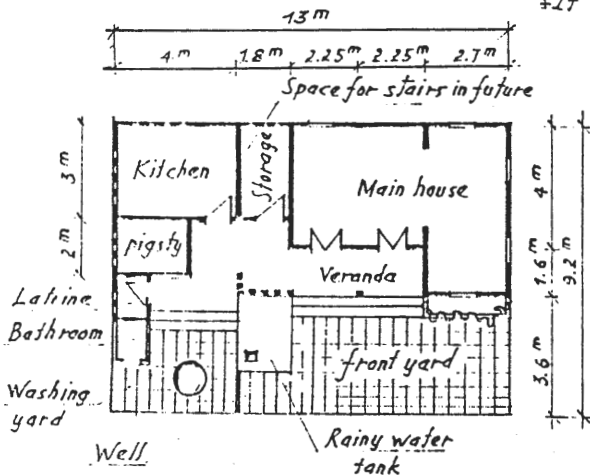 13 m
4 m 1.8 m 2.25 m 2.25 m 2.7 m
Space for stairs in future
3 m
Kitchen
Storage
Main house
4 m
2 m
pigsty
Veranda
1.6 m
9.2 m
Latrine
Bathroom
front yard
3.6 m
Washing
yard
Well
Rainy water
tank